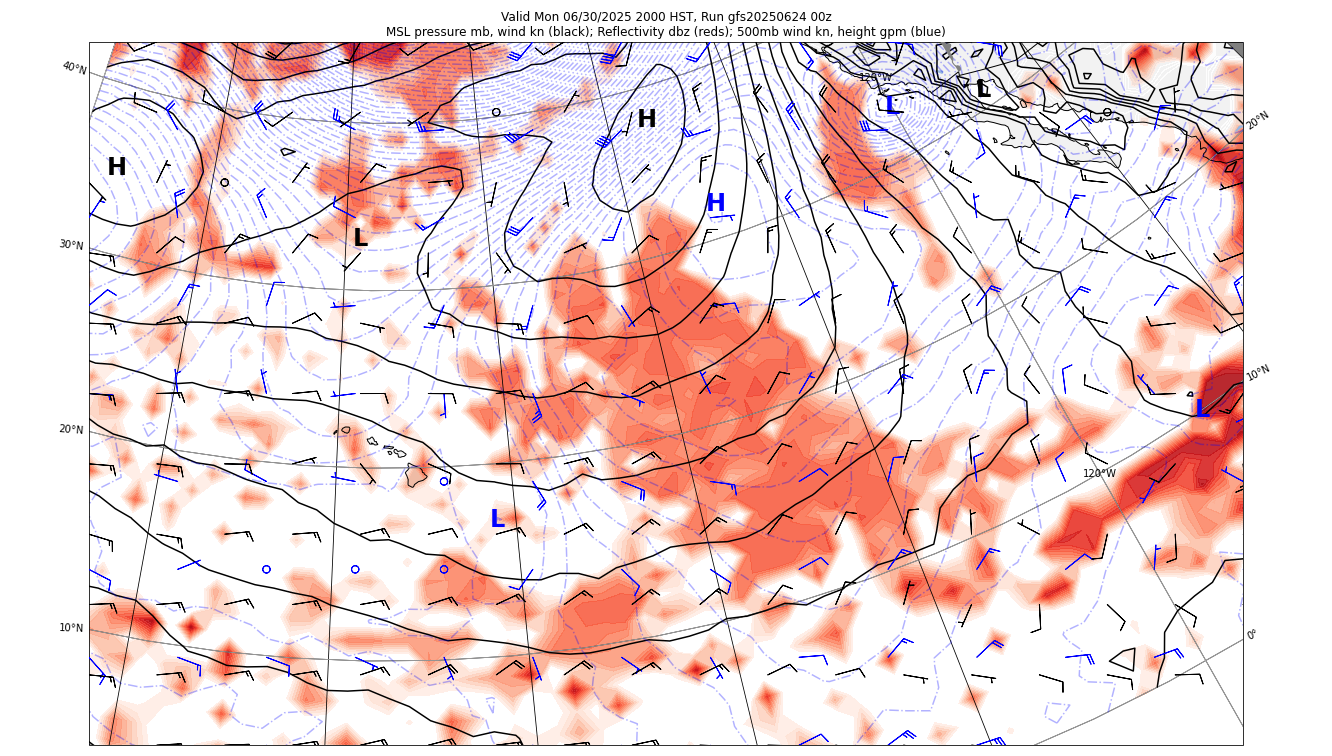 Valid Mon 06/30/2025 2000 HST, Run gfs20250624 00z
MSL pressure mb, wind kn (black); Reflectivity dbz (reds); 500mb wind kn, height gpm (blue)
40°N
120°W
L
L
20°N
H
H
H
L
30°N
10°N
L
20°N
120°W
L
10°N
0°